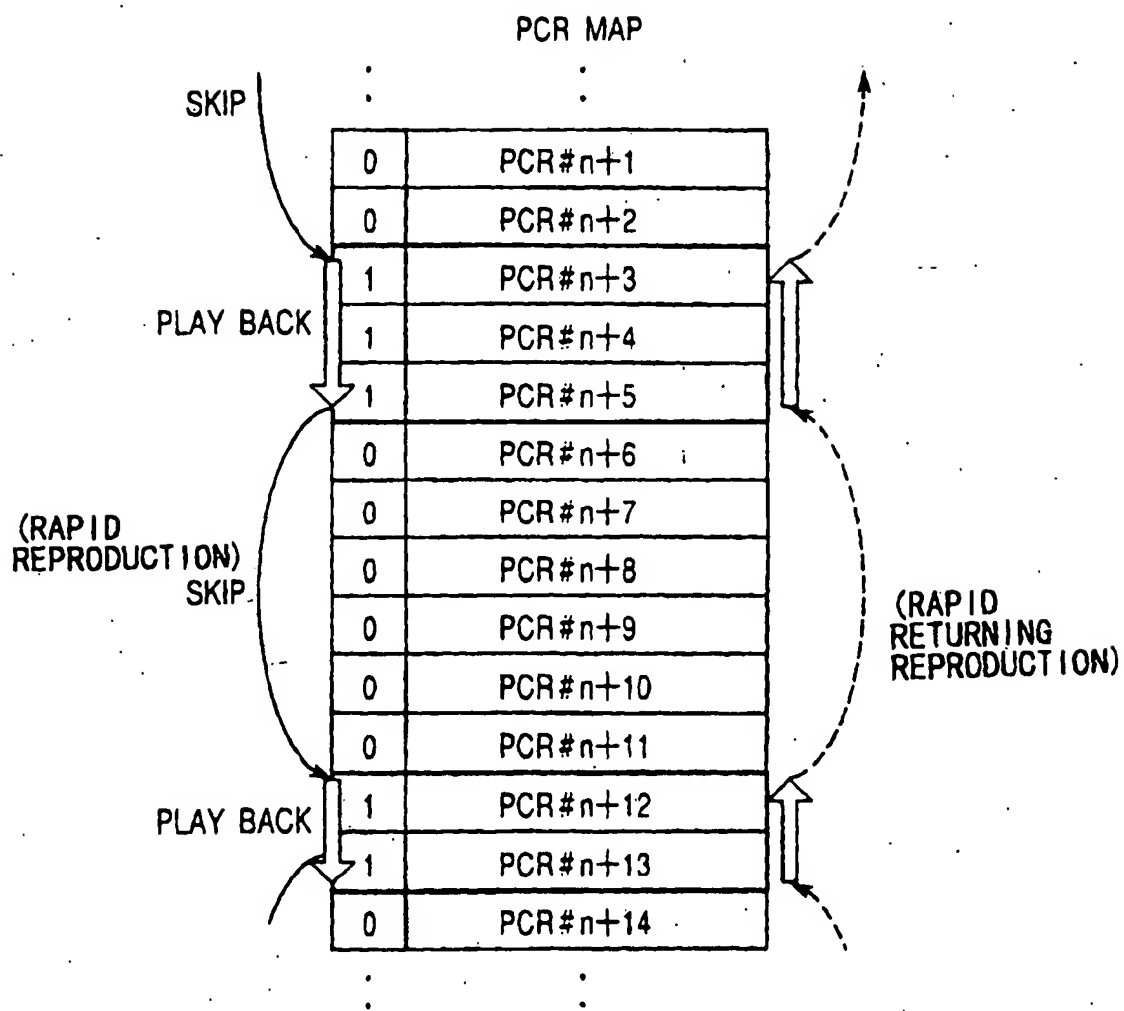 PCR MAP
SKIP
0 PCR#n+1
0 PCR#n+2
1 PCR#n+3
PLAY BACK
1 PCR#n+4
1 PCR#n+5
0 PCR#n+6
0 PCR#n+7
(RAPID
REPRODUCTION)
SKIP
0 PCR#n+8
0 PCR#n+9
(RAPID
RETURNING
REPRODUCTION)
0 PCR#n+10
0 PCR#n+11
PLAY BACK
1 PCR#n+12
1 PCR#n+13
0 PCR#n+14